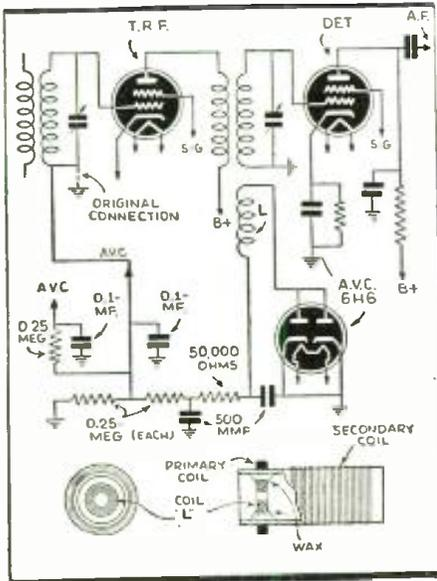 T.R.F.
DET
A.F.
S G
S G
ORIGINAL
CONNECTION
B+
L
B+
A.V.C.
6H6
AVC
AVC
0.1-
MF.
0.1-
MF.
0.25
MEG
50,000
OHMS
0.25
MEG (EACH)
500
MMF
SECONDARY
COIL
PRIMARY
COIL
COIL
"L"
WAX